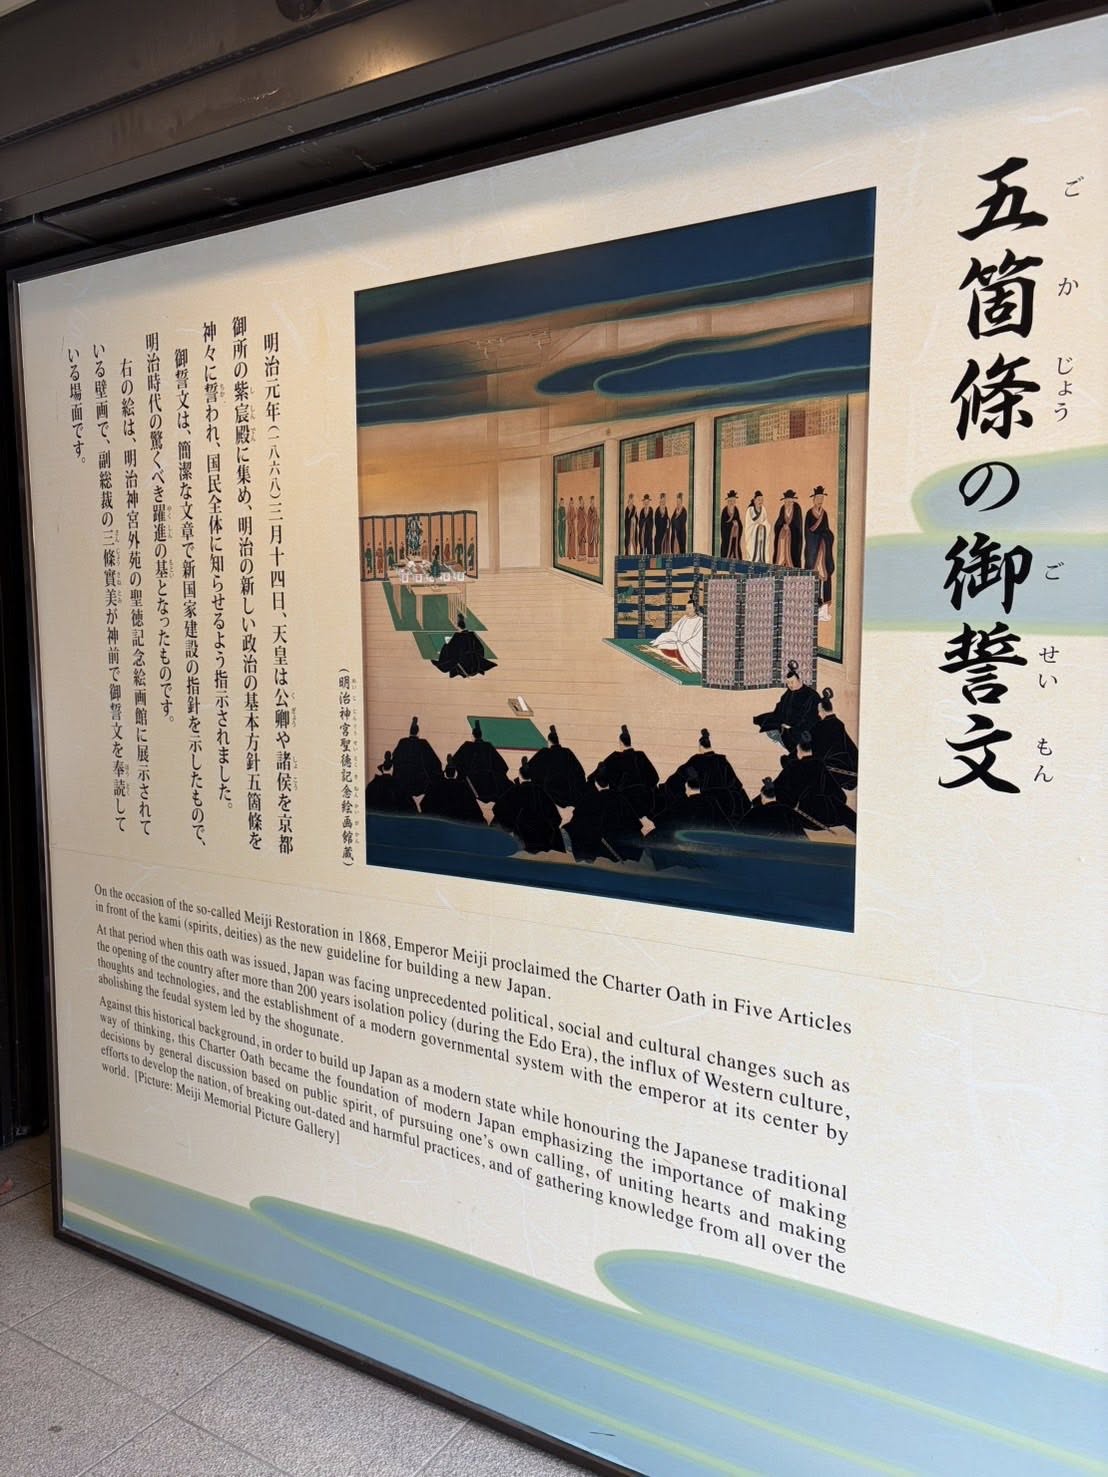 五箇條の御誓文
ご か じょう ご せい もん
明治元年(一八六八)三月十四日、天皇は公卿や諸侯を京都
御所の紫宸殿に集め、明治の新しい政治の基本方針五箇條を
神々に誓われ、国民全体に知らせるよう指示されました。
御誓文は、簡潔な文章で新国家建設の指針を示したもので、
明治時代の驚くべき躍進の基となったものです。
右の絵は、明治神宮外苑の聖徳記念絵画館に展示されて
いる壁画で、副総裁の三條實美が神前で御誓文を奉読して
いる場面です。
(明治神宮聖徳記念絵画館蔵)
On the occasion of the so-called Meiji Restoration in 1868, Emperor Meiji proclaimed the Charter Oath in Five Articles
in front of the kami (spirits, deities) as the new guideline for building a new Japan.
At that period when this oath was issued, Japan was facing unprecedented political, social and cultural changes such as
the opening of the country after more than 200 years isolation policy (during the Edo Era), the influx of Western culture,
thoughts and technologies, and the establishment of a modern governmental system with the emperor at its center by
abolishing the feudal system led by the shogunate.
Against this historical background, in order to build up Japan as a modern state while honouring the Japanese traditional
way of thinking, this Charter Oath became the foundation of modern Japan emphasizing the importance of making
decisions by general discussion based on public spirit, of pursuing one's own calling, of uniting hearts and making
efforts to develop the nation, of breaking out-dated and harmful practices, and of gathering knowledge from all over the
world. [Picture: Meiji Memorial Picture Gallery]